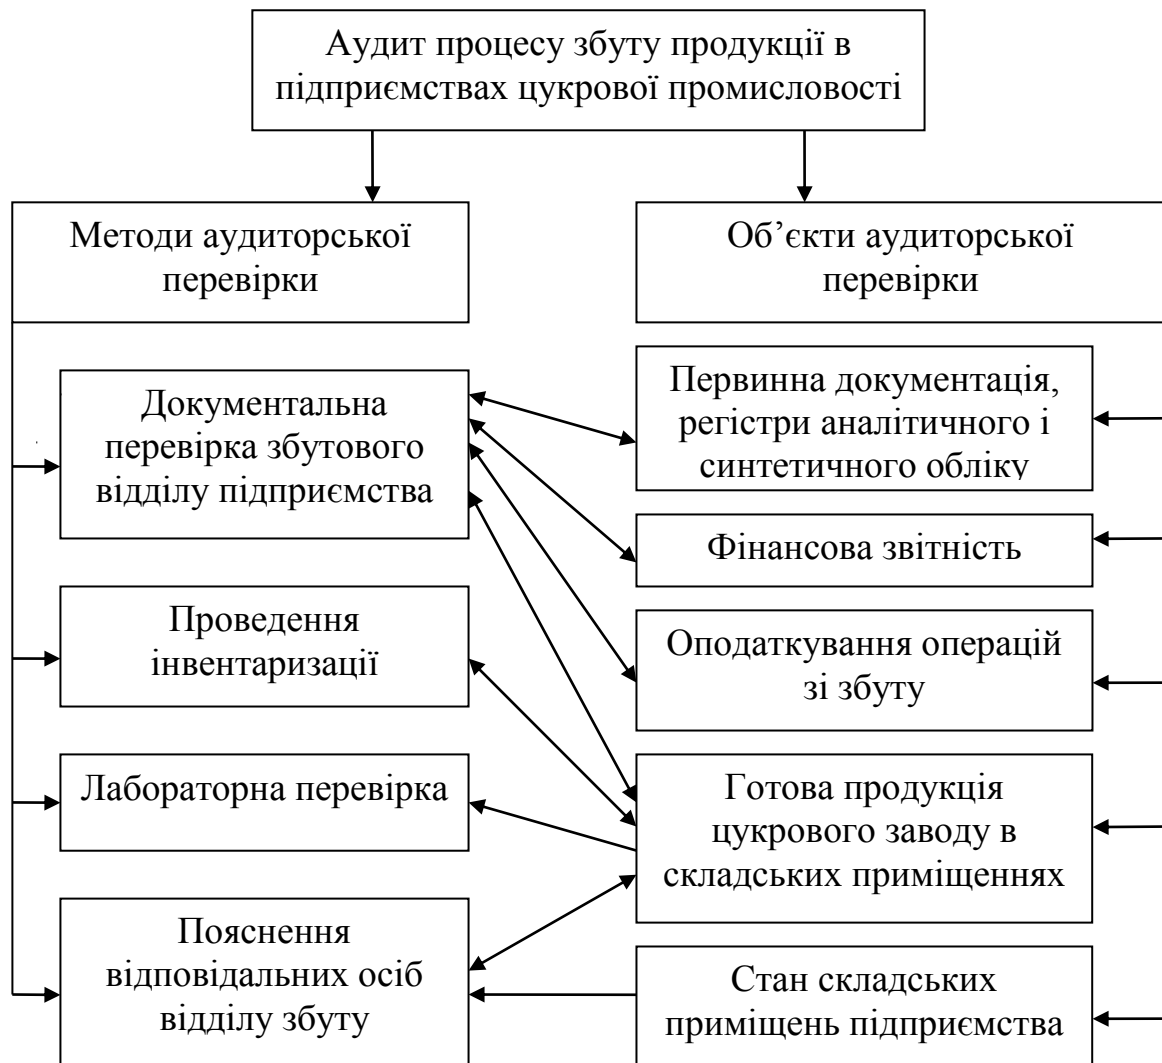 Аудит процесу збуту продукції в
підприємствах цукрової промисловості
Методи аудиторської
перевірки
Об’єкти аудиторської
перевірки
Документальна
перевірка збутового
відділу підприємства
Проведення
інвентаризації
Лабораторна перевірка
Пояснення
відповідальних осіб
відділу збуту
Первинна документація,
регістри аналітичного і
синтетичного обліку
Фінансова звітність
Оподаткування операцій
зі збуту
Готова продукція
цукрового заводу в
складських приміщеннях
Стан складських
приміщень підприємства